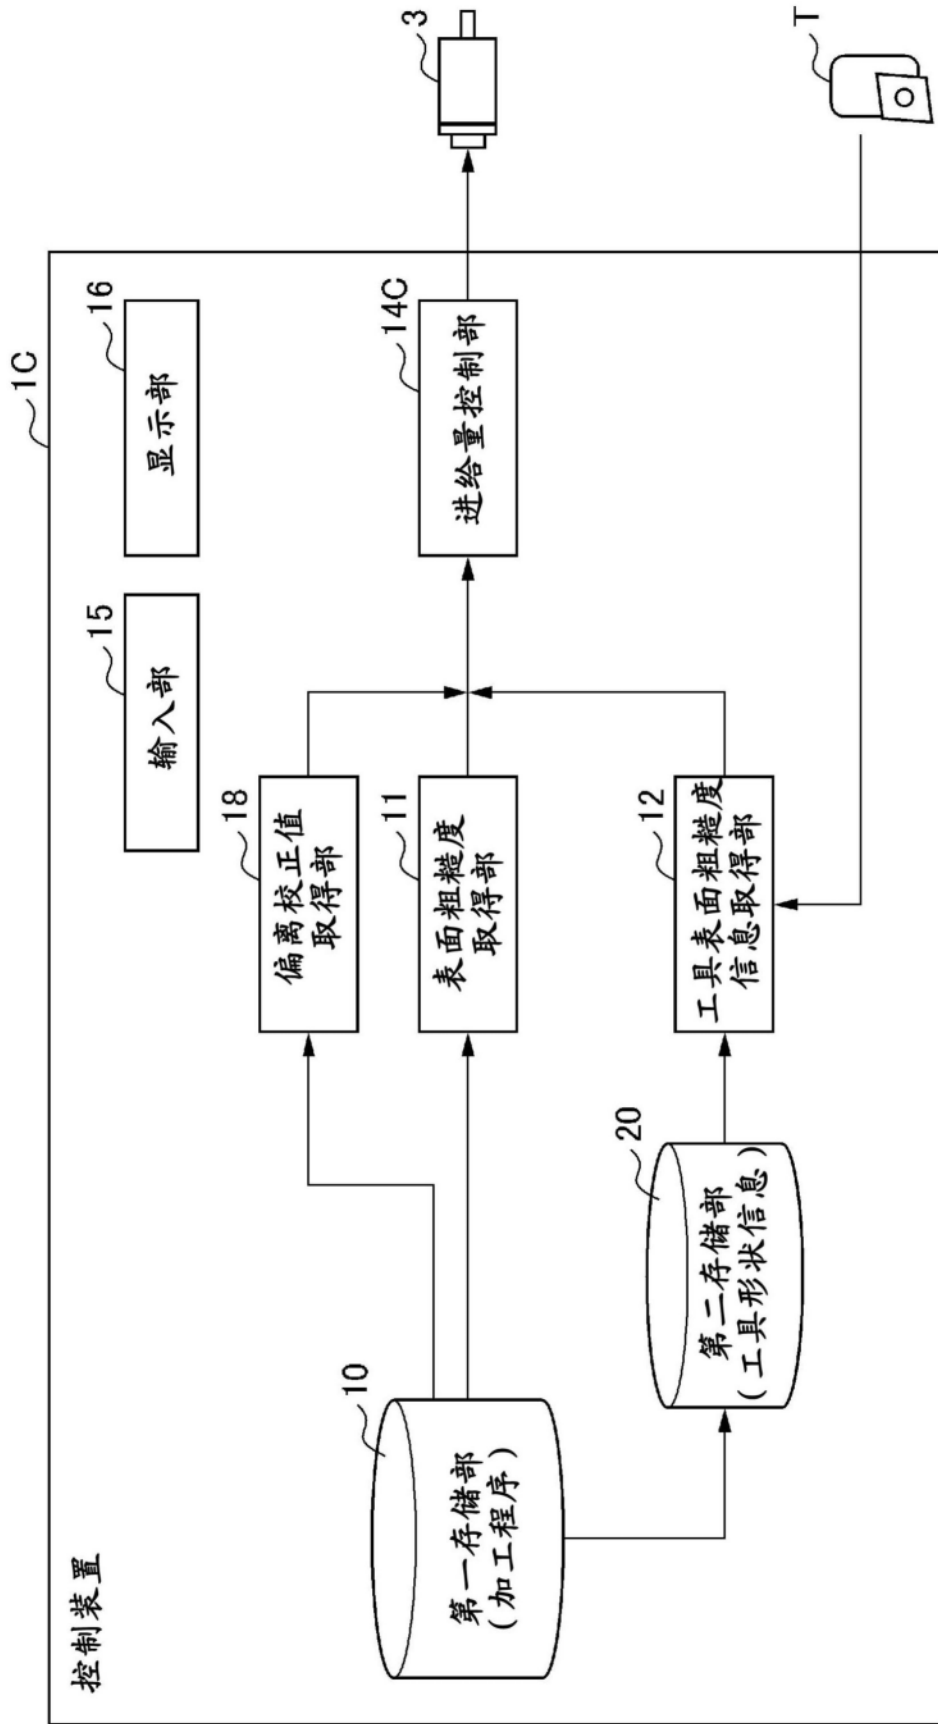 控制装置
1C
15
输入部
16
显示部
10
第一存储部
(加工程序)
18
偏离校正值
取得部
11
表面粗糙度
取得部
14C
进给量控制部
3
20
第二存储部
(工具形状信息)
12
工具表面粗糙度
信息取得部
T